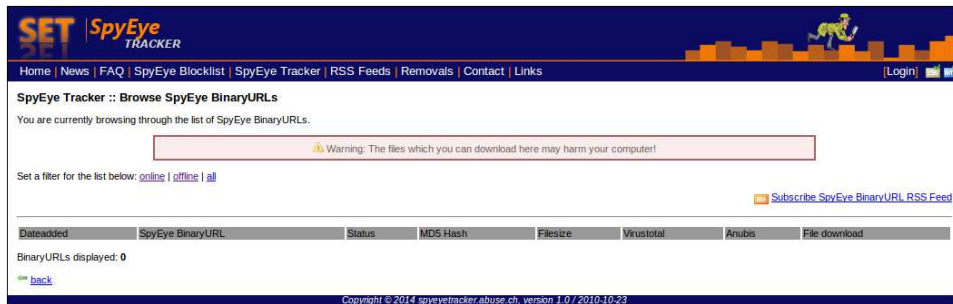 SET SpyEye TRACKER
Home | News | FAQ | SpyEye Blocklist | SpyEye Tracker | RSS Feeds | Removals | Contact | Links [Login]
SpyEye Tracker :: Browse SpyEye BinaryURLs
You are currently browsing through the list of SpyEye BinaryURLs.
Warning: The files which you can download here may harm your computer!
Set a filter for the list below: online | offline | all
Subscribe SpyEye BinaryURL RSS Feed
Dateadded SpyEye BinaryURL Status MD5 Hash Filesize Virustotal Anubis File download
BinaryURLs displayed: 0
back
Copyright © 2014 spyeyetracker.abuse.ch, version 1.0 / 2010-10-23